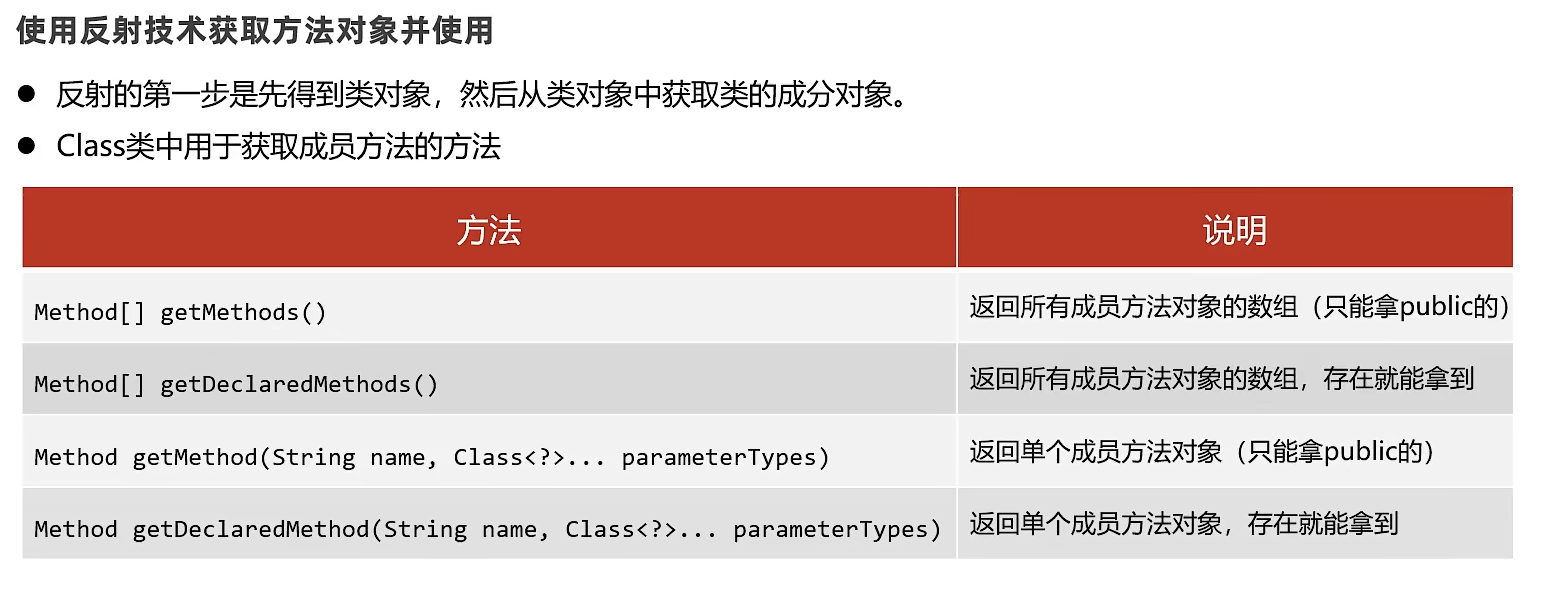 使用反射技术获取方法对象并使用
● 反射的第一步是先得到类对象，然后从类对象中获取类的成分对象。
● Class类中用于获取成员方法的方法
方法 说明
Method[] getMethods() 返回所有成员方法对象的数组（只能拿public的）
Method[] getDeclaredMethods() 返回所有成员方法对象的数组，存在就能拿到
Method getMethod(String name, Class<?>... parameterTypes) 返回单个成员方法对象（只能拿public的）
Method getDeclaredMethod(String name, Class<?>... parameterTypes) 返回单个成员方法对象，存在就能拿到